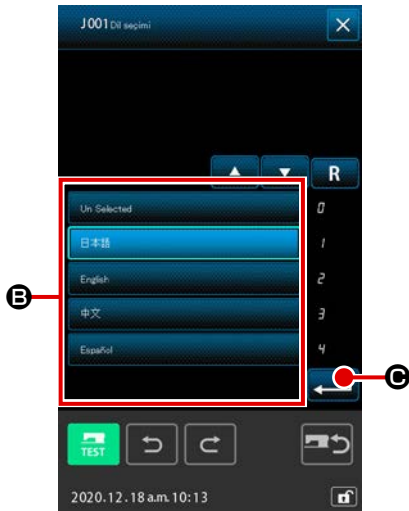 J001 Dil seçimi
R
Un Selected
0
日本語
1
English
2
中文
3
Español
4
B
C
TEST
2020.12.18 a.m. 10:13